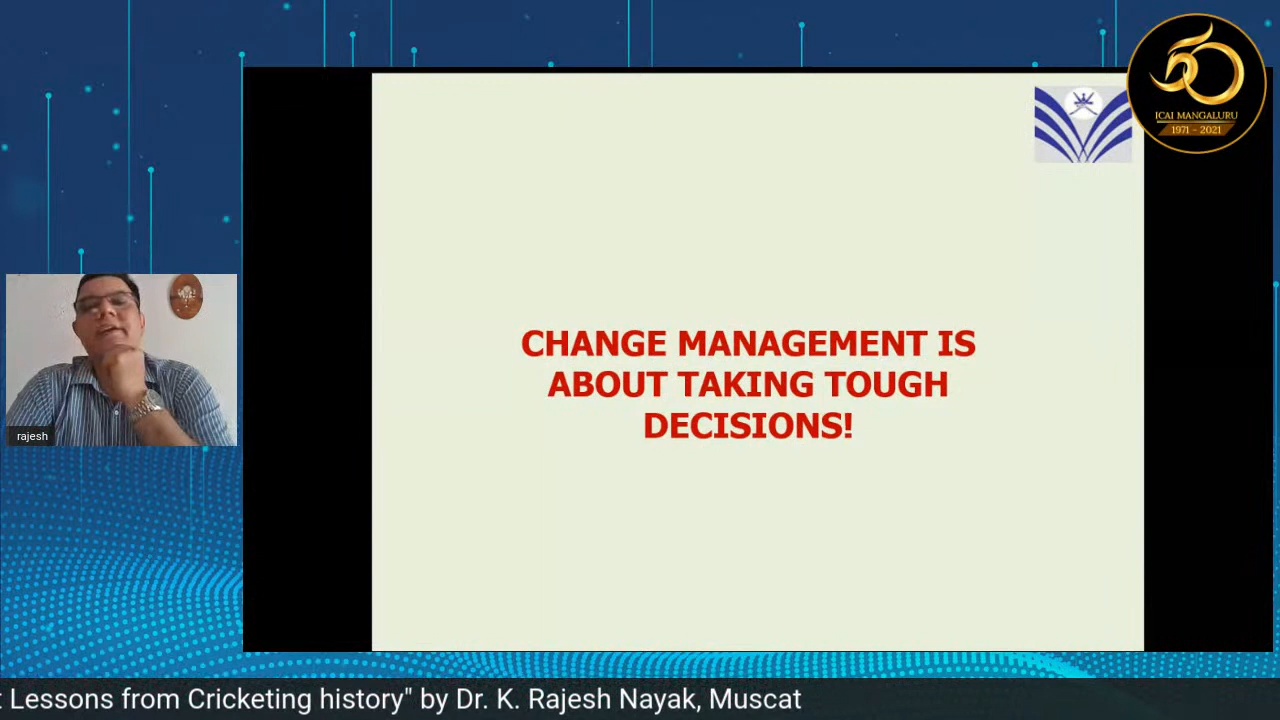 50
ICAI MANGALURU
1971 - 2021
CHANGE MANAGEMENT IS
ABOUT TAKING TOUGH
DECISIONS!
rajesh
Lessons from Cricketing history" by Dr. K. Rajesh Nayak, Muscat